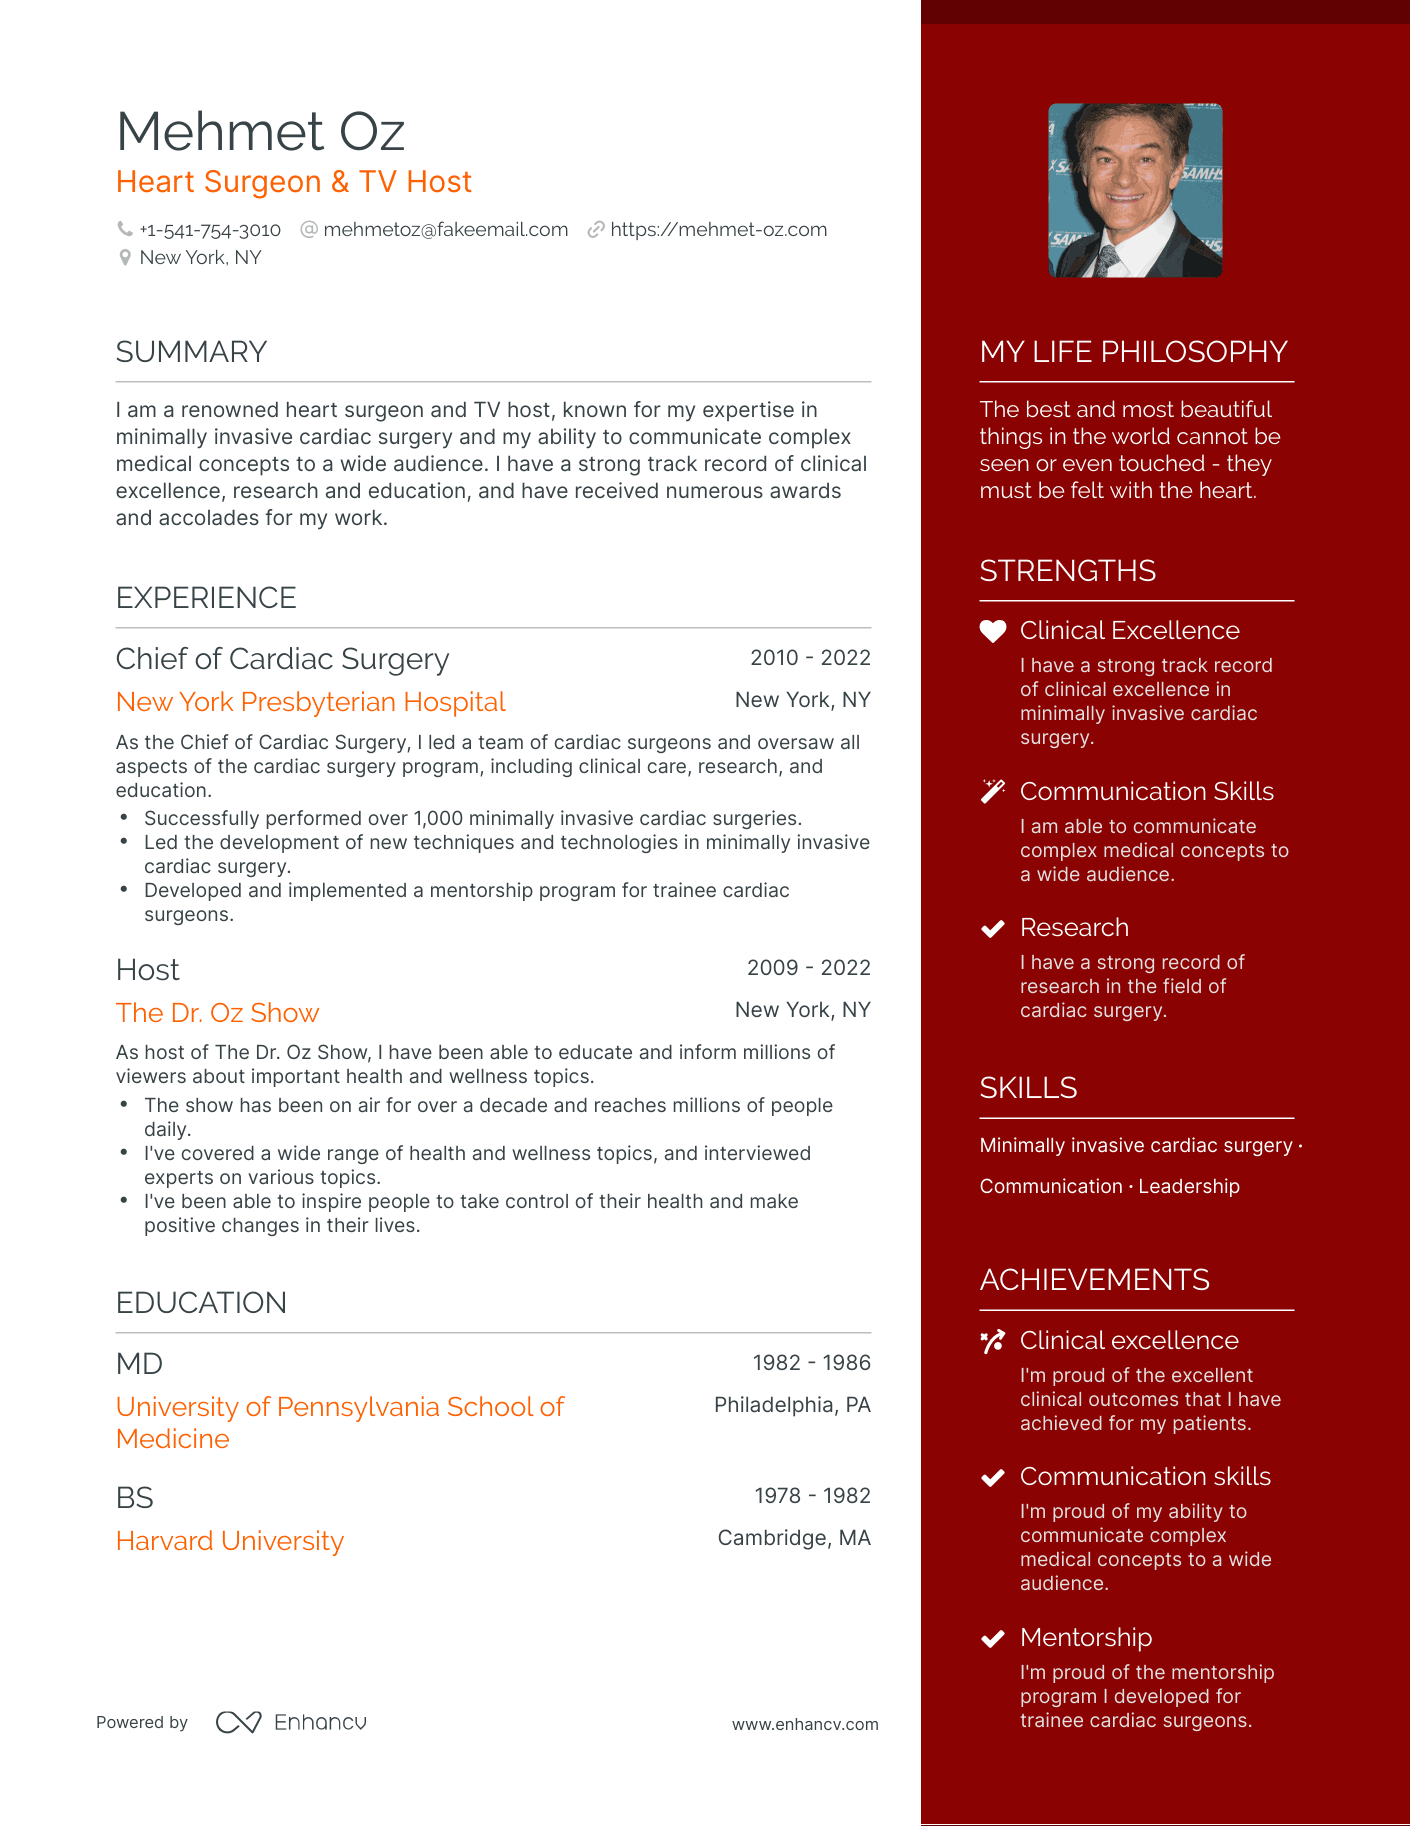 Mehmet Oz
Heart Surgeon & TV Host
+1-541-754-3010 mehmetoz@fakeemail.com https://mehmet-oz.com
New York, NY
SUMMARY
I am a renowned heart surgeon and TV host, known for my expertise in
minimally invasive cardiac surgery and my ability to communicate complex
medical concepts to a wide audience. I have a strong track record of clinical
excellence, research and education, and have received numerous awards
and accolades for my work.
EXPERIENCE
Chief of Cardiac Surgery 2010 - 2022
New York Presbyterian Hospital New York, NY
As the Chief of Cardiac Surgery, I led a team of cardiac surgeons and oversaw all
aspects of the cardiac surgery program, including clinical care, research, and
education.
• Successfully performed over 1,000 minimally invasive cardiac surgeries.
• Led the development of new techniques and technologies in minimally invasive
cardiac surgery.
• Developed and implemented a mentorship program for trainee cardiac
surgeons.
Host 2009 - 2022
The Dr. Oz Show New York, NY
As host of The Dr. Oz Show, I have been able to educate and inform millions of
viewers about important health and wellness topics.
• The show has been on air for over a decade and reaches millions of people
daily.
• I've covered a wide range of health and wellness topics, and interviewed
experts on various topics.
• I've been able to inspire people to take control of their health and make
positive changes in their lives.
EDUCATION
MD 1982 - 1986
University of Pennsylvania School of Philadelphia, PA
Medicine
BS 1978 - 1982
Harvard University Cambridge, MA
Powered by Enhancv www.enhancv.com
SAMHS
MY LIFE PHILOSOPHY
The best and most beautiful
things in the world cannot be
seen or even touched - they
must be felt with the heart.
STRENGTHS
Clinical Excellence
I have a strong track record
of clinical excellence in
minimally invasive cardiac
surgery.
Communication Skills
I am able to communicate
complex medical concepts to
a wide audience.
Research
I have a strong record of
research in the field of
cardiac surgery.
SKILLS
Minimally invasive cardiac surgery ·
Communication · Leadership
ACHIEVEMENTS
Clinical excellence
I'm proud of the excellent
clinical outcomes that I have
achieved for my patients.
Communication skills
I'm proud of my ability to
communicate complex
medical concepts to a wide
audience.
Mentorship
I'm proud of the mentorship
program I developed for
trainee cardiac surgeons.